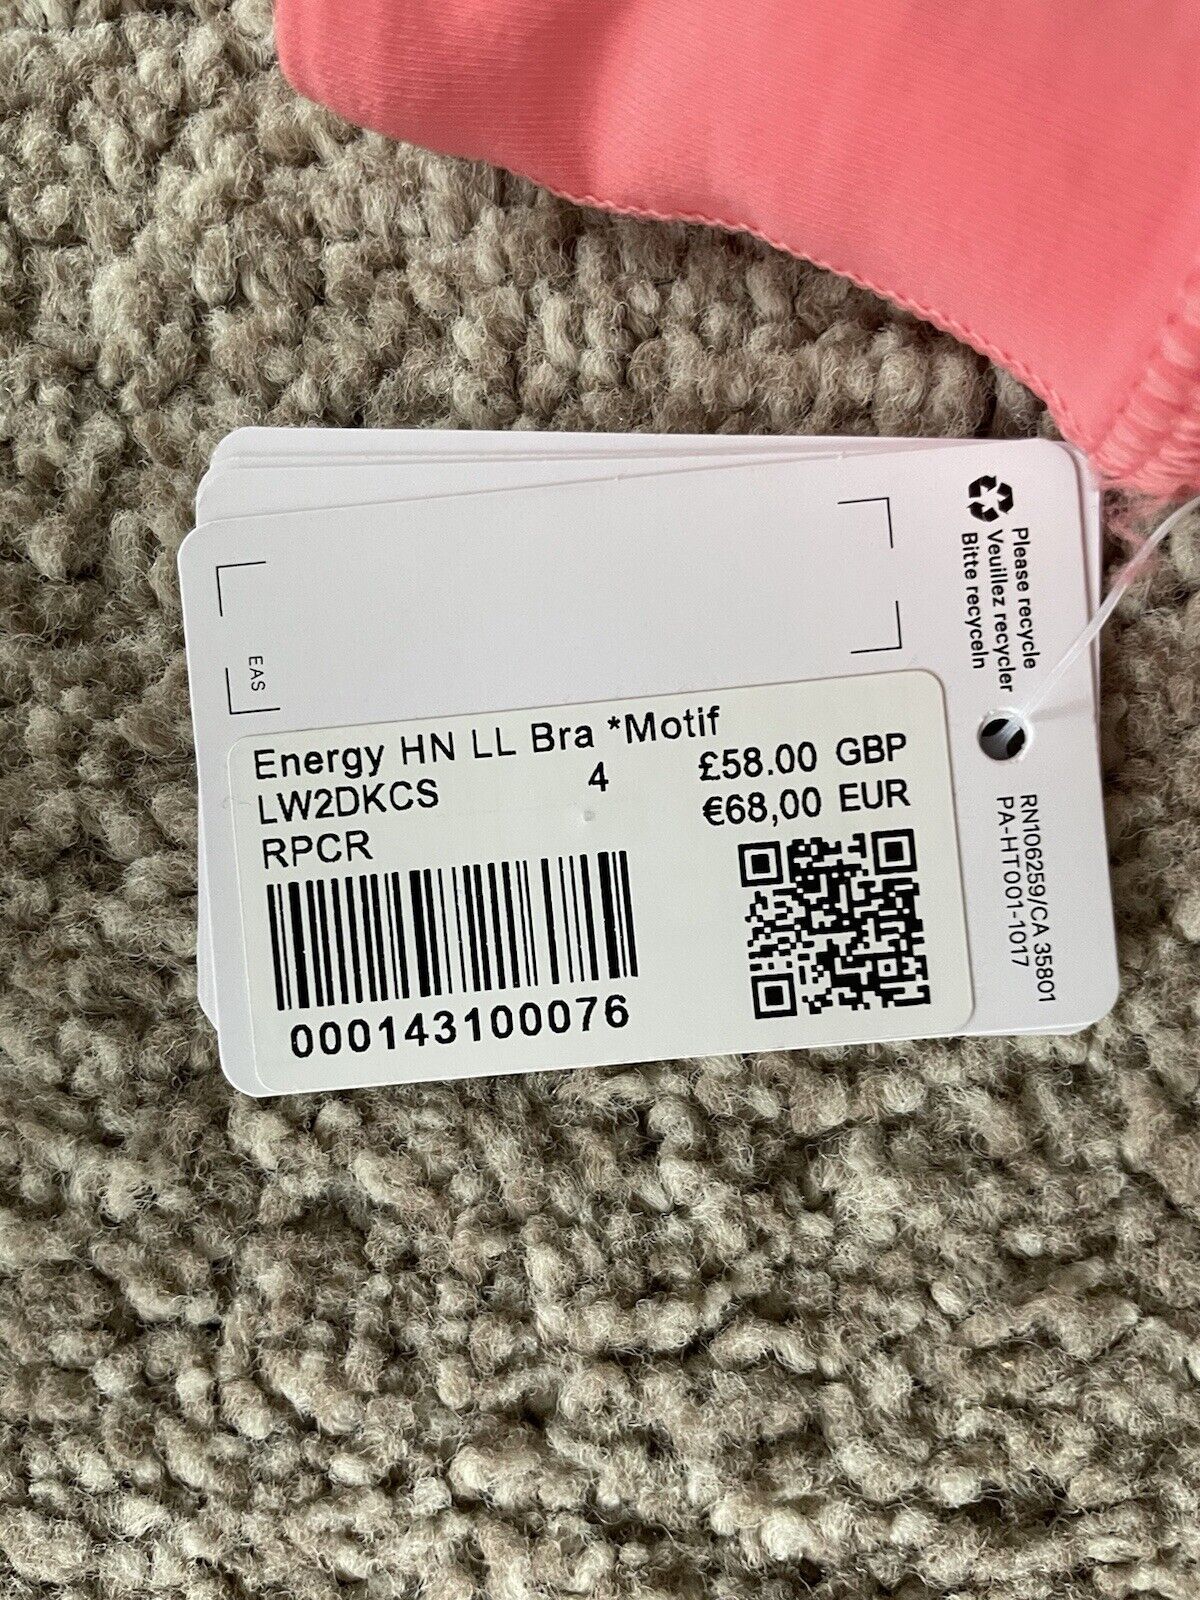 Please recycle
Veuillez recycler
Bitte recyceln
EAS
Energy HN LL Bra *Motif
LW2DKCS 4 £58.00 GBP
RPCR €68,00 EUR
000143100076
RN106259/CA 35801
PA-HT001-1017